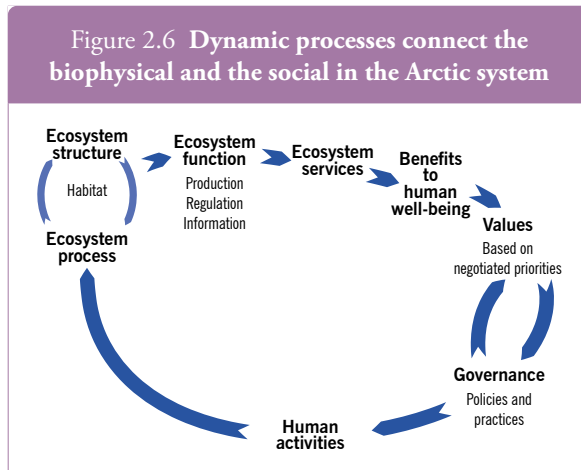 Figure 2.6 Dynamic processes connect the
biophysical and the social in the Arctic system
Ecosystem
structure
Habitat
Ecosystem
process
Ecosystem
function
Production
Regulation
Information
Ecosystem
services
Benefits
to
human
well-being
Values
Based on
negotiated priorities
Governance
Policies and
practices
Human
activities